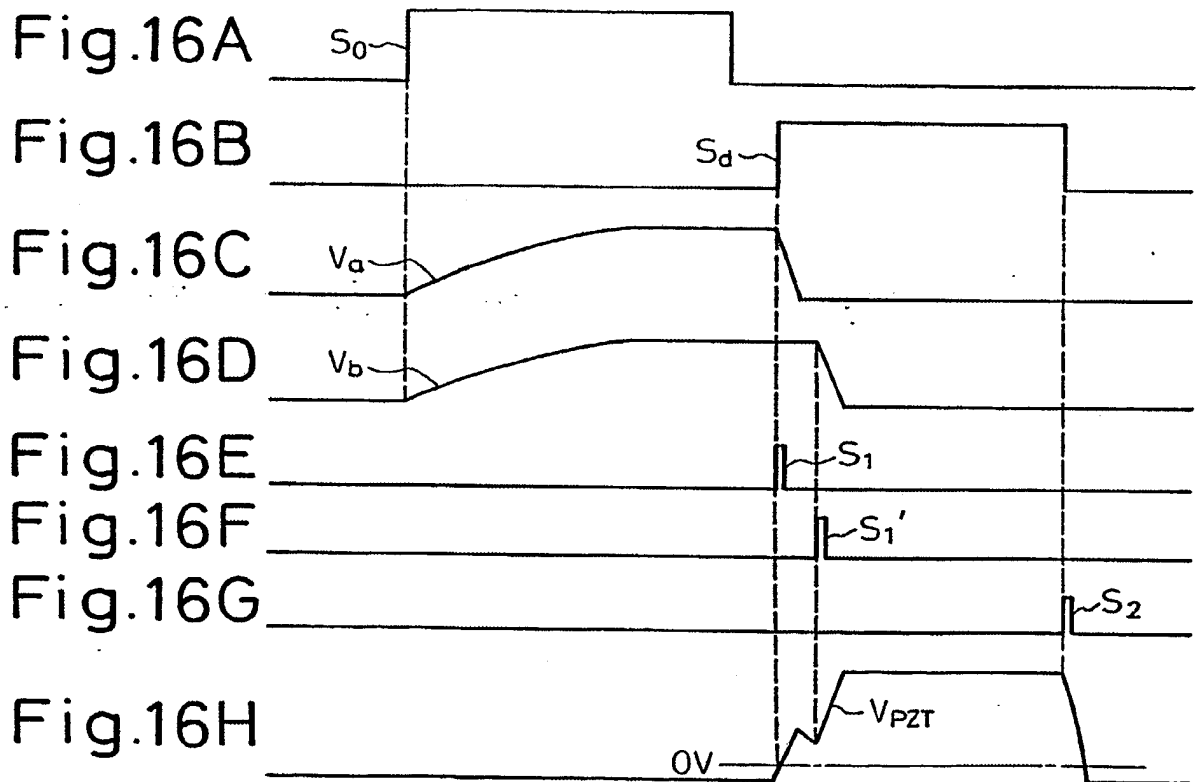 Fig.16A
S₀
Fig.16B
S_d
Fig.16C
V_a
Fig.16D
V_b
Fig.16E
S₁
Fig.16F
S₁'
Fig.16G
S₂
Fig.16H
V_PZT
0V